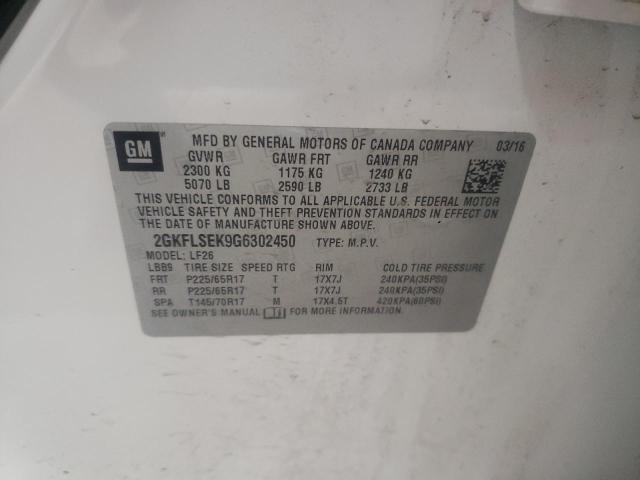 GM
MFD BY GENERAL MOTORS OF CANADA COMPANY 03/16
GVWR GAWR FRT GAWR RR
2300 KG 1175 KG 1240 KG
5070 LB 2590 LB 2733 LB
THIS VEHICLE CONFORMS TO ALL APPLICABLE U.S. FEDERAL MOTOR
VEHICLE SAFETY AND THEFT PREVENTION STANDARDS IN EFFECT ON
THE DATE OF MANUFACTURE SHOWN ABOVE.
2GKFLSEK9G6302450 TYPE: M.P.V.
MODEL: LF26
LBB9 TIRE SIZE SPEED RTG RIM COLD TIRE PRESSURE
FRT P225/65R17 T 17X7J 240KPA(35PSI)
RR P225/65R17 T 17X7J 240KPA(35PSI)
SPA T145/70R17 M 17X4.5T 420KPA(60PSI)
SEE OWNER'S MANUAL FOR MORE INFORMATION